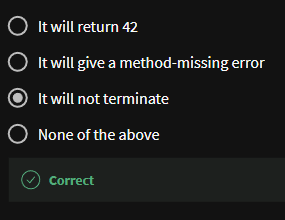 It will return 42
It will give a method-missing error
It will not terminate
None of the above
Correct